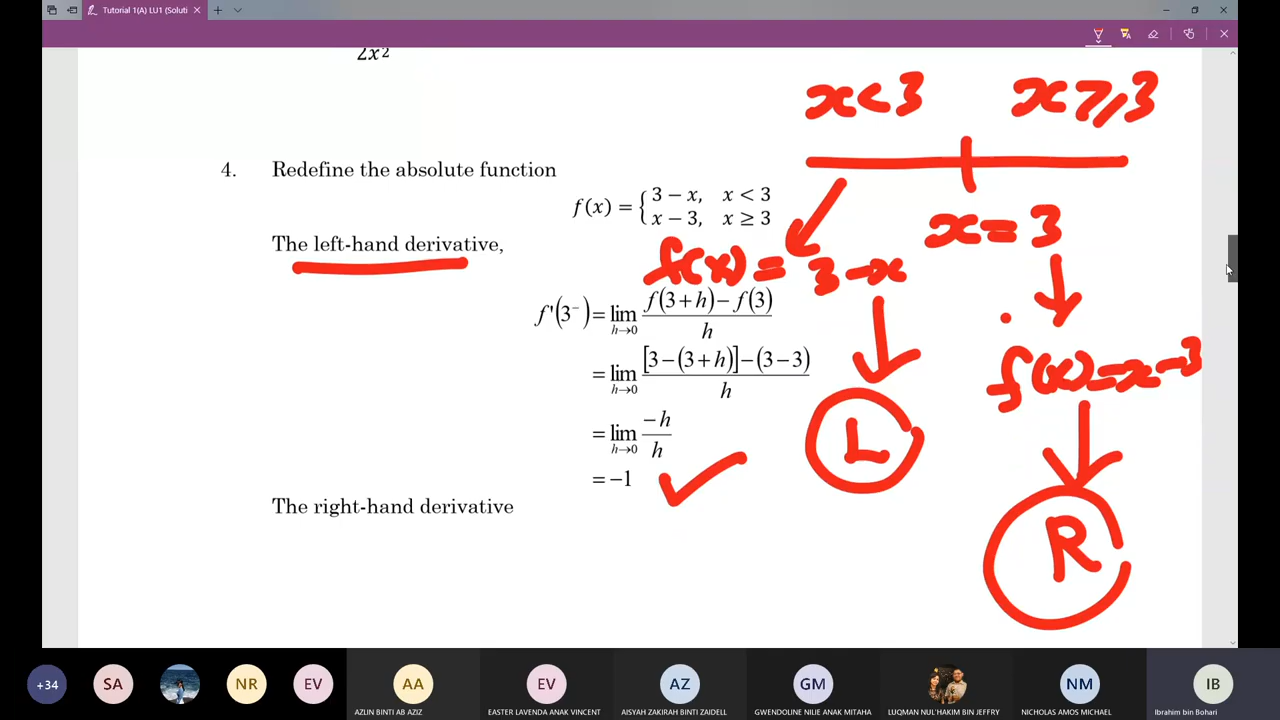 Tutorial 1(A) LU1 (Soluti
2x²
x<3 x≥3
4. Redefine the absolute function
f(x) = { 3 − x, x < 3
x − 3, x ≥ 3
x=3
The left-hand derivative,
f(x) = 3-x
f'(3⁻) = lim h→0 f(3+h) − f(3) / h
= lim h→0 [3−(3+h)]−(3−3) / h
f(x)=x-3
= lim h→0 −h / h
L
= −1 ✓
The right-hand derivative
R
+34 SA NR EV AA EV AZ GM NM IB
AZLIN BINTI AB AZIZ EASTER LAVENDA ANAK VINCENT AISYAH ZAKIRAH BINTI ZAIDELL GWENDOLINE NILIE ANAK MITAHA LUQMAN NUL'HAKIM BIN JEFFRY NICHOLAS AMOS MICHAEL Ibrahim bin Bohari